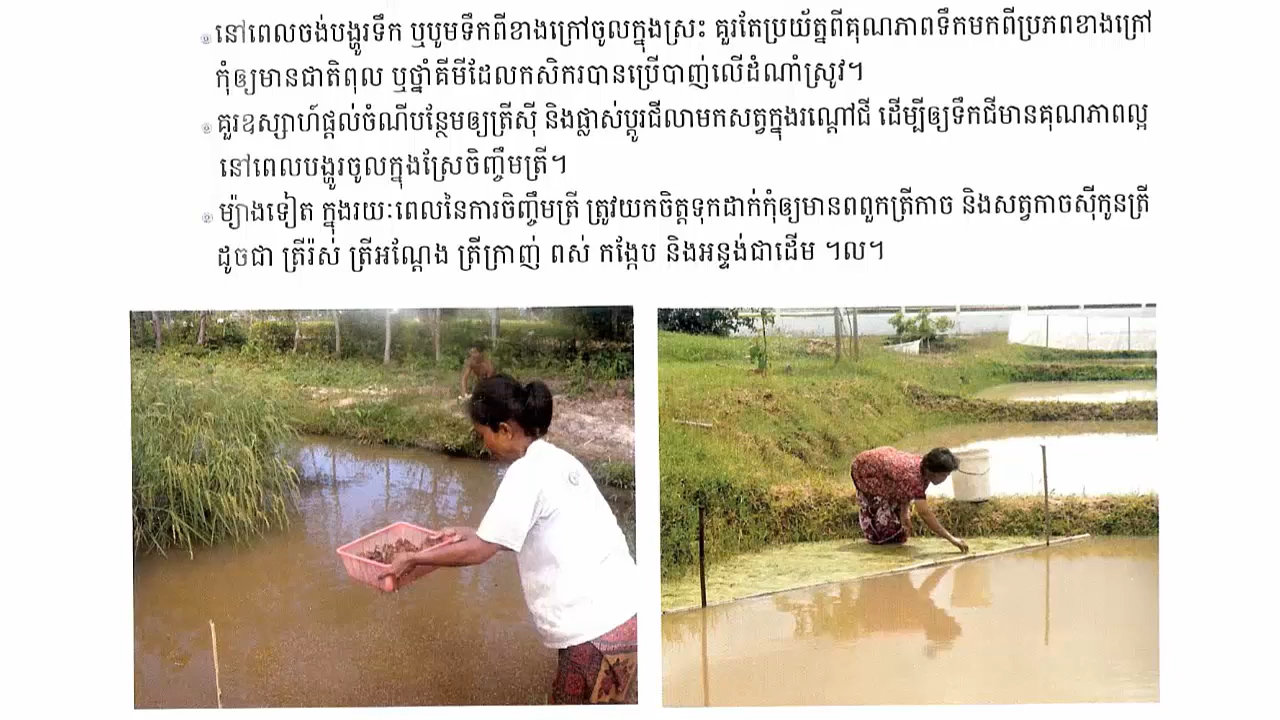 នៅពេលចង់បង្ហូរទឹក ឬបូមទឹកពីខាងក្រៅចូលក្នុងស្រះ គួរតែប្រយ័ត្នពីគុណភាពទឹកមកពីប្រភពខាងក្រៅ
កុំឲ្យមានជាតិពុល ឬថ្នាំគីមីដែលកសិករបានប្រើបាញ់លើដំណាំស្រូវ។
គួរឧស្សាហ៍ផ្តល់ចំណីបន្ថែមឲ្យត្រីស៊ី និងផ្លាស់ប្តូរជីលាមកសត្វក្នុងរណ្តៅជី ដើម្បីឲ្យទឹកជីមានគុណភាពល្អ
នៅពេលបង្ហូរចូលក្នុងស្រែចិញ្ចឹមត្រី។
ម្យ៉ាងទៀត ក្នុងរយៈពេលនៃការចិញ្ចឹមត្រី ត្រូវយកចិត្តទុកដាក់កុំឲ្យមានពពួកត្រីកាច និងសត្វកាចស៊ីកូនត្រី
ដូចជា ត្រីរ៉ស់ ត្រីអណ្តែង ត្រីក្រាញ់ ពស់ កង្កែប និងអន្ទង់ជាដើម ។ល។